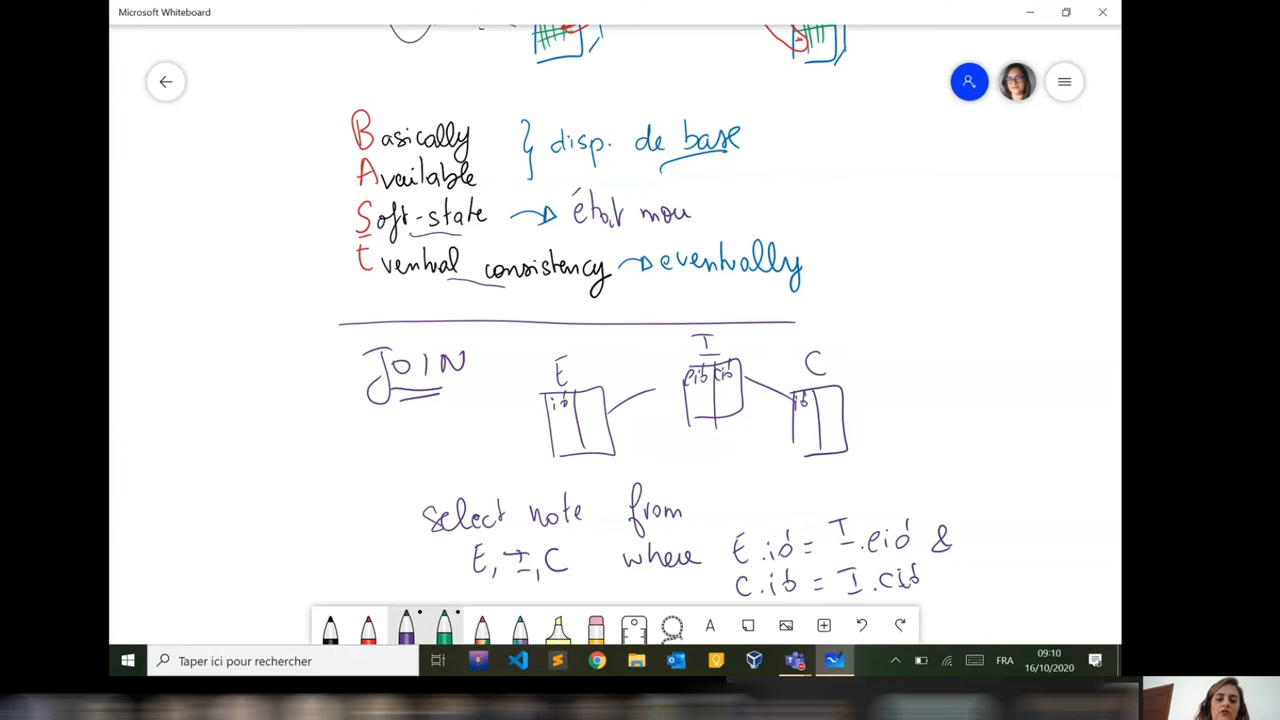 Microsoft Whiteboard
Basically
Available
} disp. de base
Soft-state → état mou
Eventual consistency → eventually
JOIN
E
id
I
eid cid
C
id
select note from
E, I, C where E.id = I.eid &
C.id = I.cid
A
Taper ici pour rechercher
FRA
09:10
16/10/2020